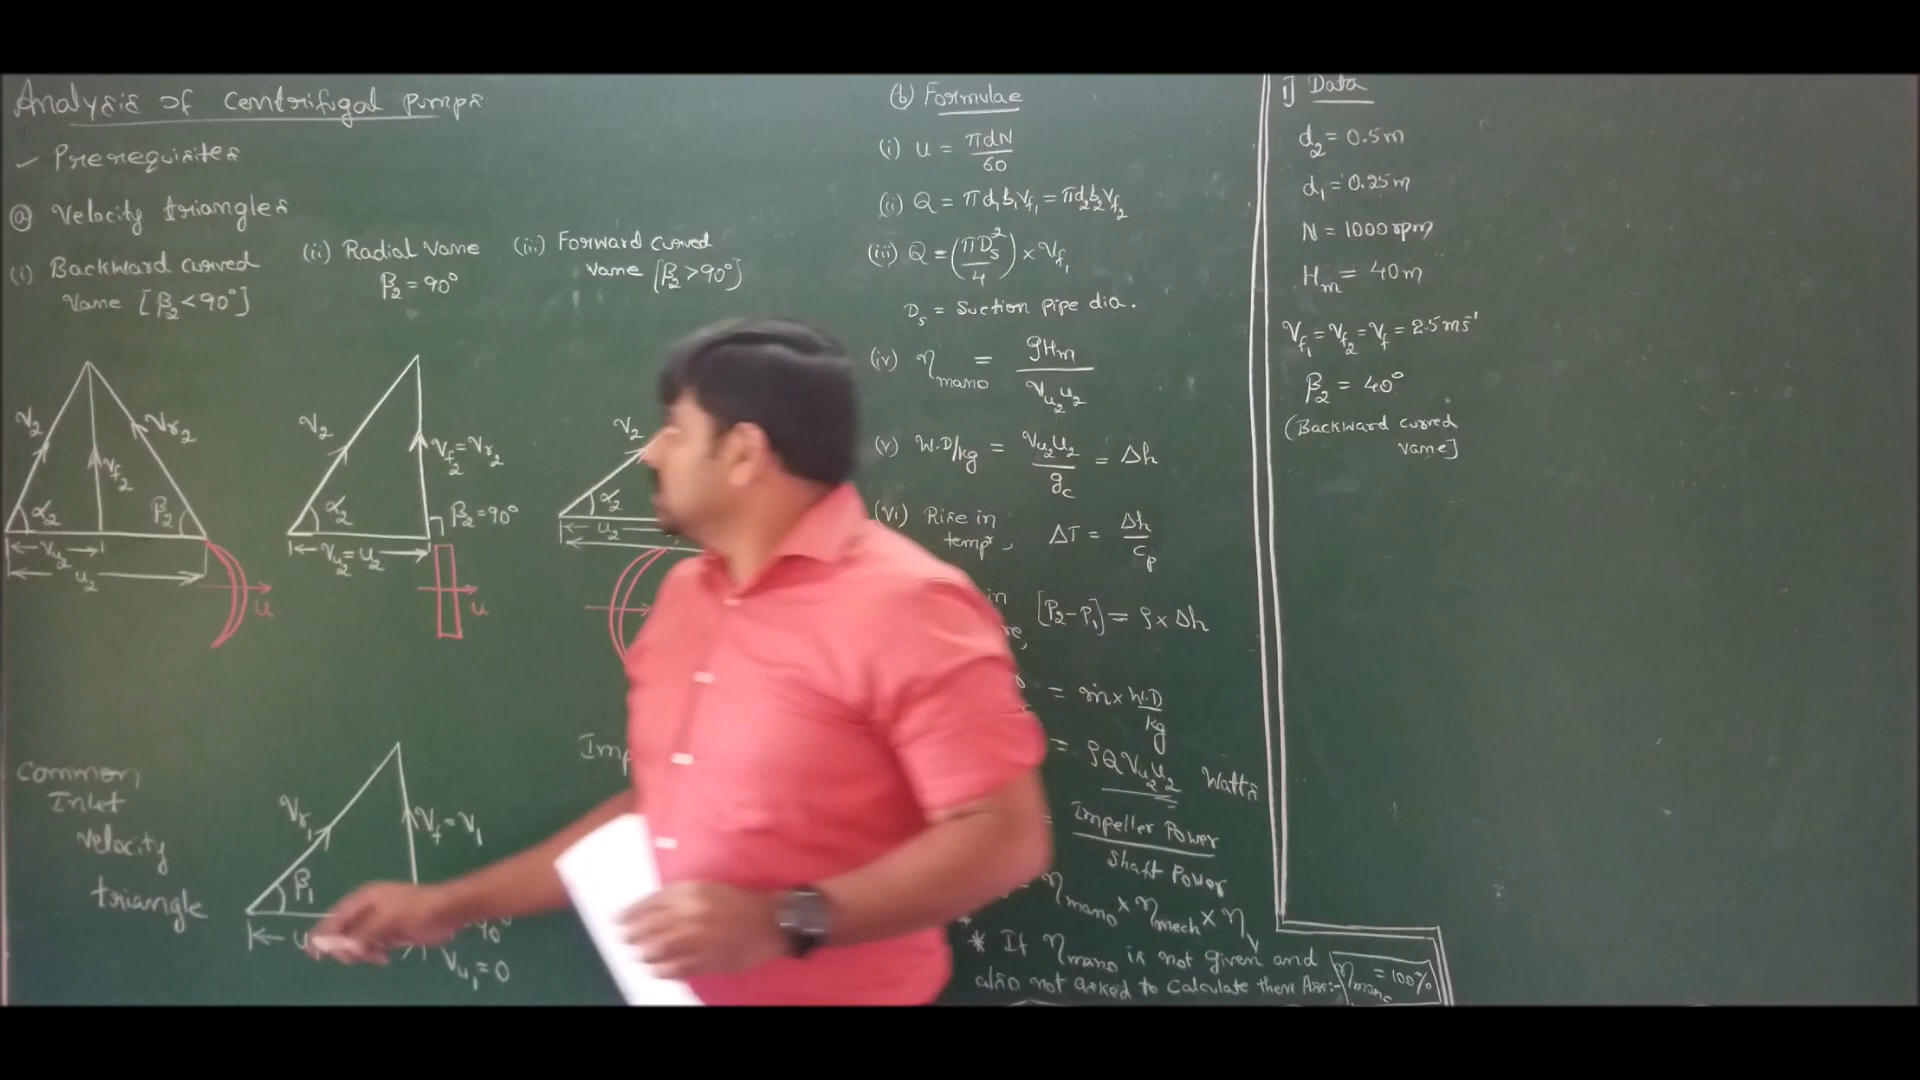 Analysis of Centrifugal pumps
✓ Prerequisites
ⓐ Velocity triangles
(i) Backward curved
Vane [β₂<90°]
(ii) Radial Vane
β₂=90°
(iii) Forward curved
Vane [β₂>90°]
V₂
Vr₂
Vf₂
α₂
β₂
Vu₂
u₂
u
V₂
Vf₂=Vr₂
α₂
β₂=90°
Vu₂=u₂
u
V₂
α₂
u₂
Common
Inlet
Velocity
triangle
Vr₁
Vf=V₁
β₁
Vu₁=0
(b) Formulae
(i) u = πdN/60
(ii) Q = πd₁b₁Vf₁ = πd₂b₂Vf₂
(iii) Q = (πDs²/4) × Vf₁
Ds = Suction pipe dia.
(iv) ηmano = gHm/Vu₂u₂
(v) W.D/kg = Vu₂u₂/gc = Δh
(vi) Rise in
tempr, ΔT = Δh/cp
in [P₂-P₁] = ρ×Δh
= ṁ× W.D/kg
= ρQVu₂u₂ Watts
= Impeller Power/Shaft Power
= ηmano × ηmech × ηv
* If ηmano is not given and
also not asked to Calculate then Ass:- ηmano = 100%
1] Data
d₂ = 0.5m
d₁ = 0.25m
N = 1000rpm
Hm = 40m
Vf₁ = Vf₂ = Vf = 2.5ms⁻¹
β₂ = 40°
(Backward curved
Vane]